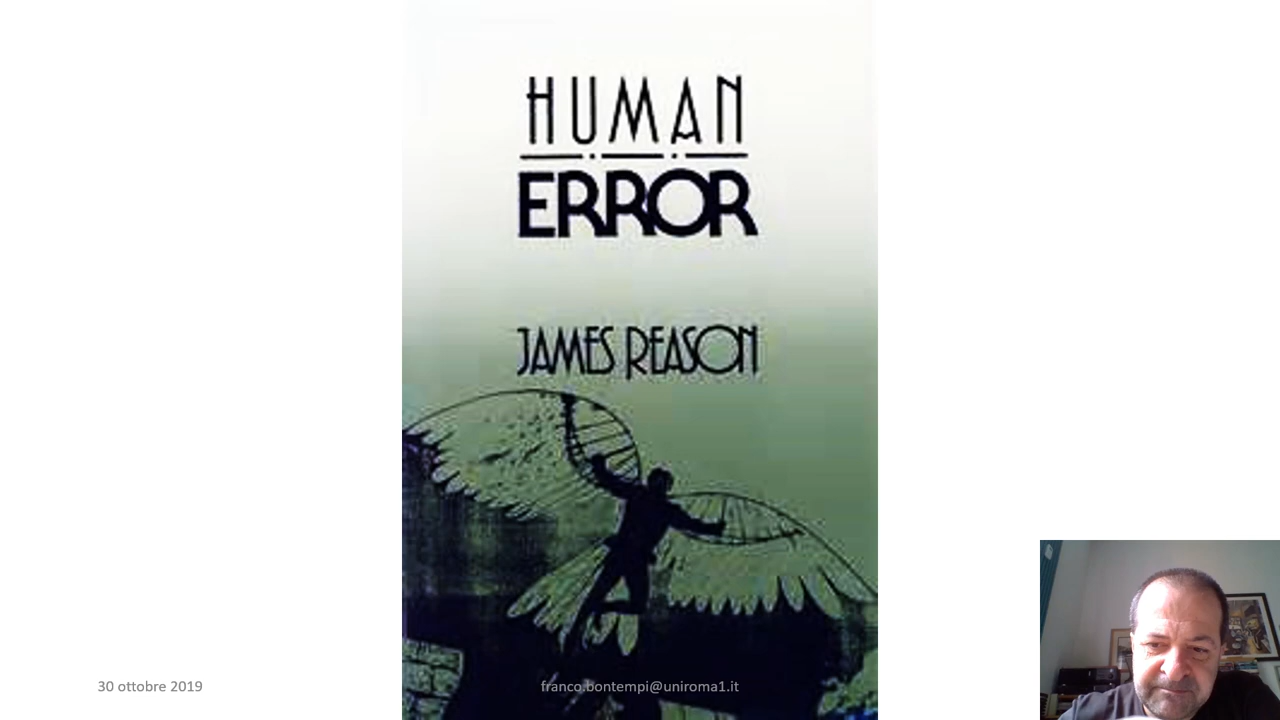 HUMAN
ERROR
JAMES REASON
30 ottobre 2019
franco.bontempi@uniroma1.it